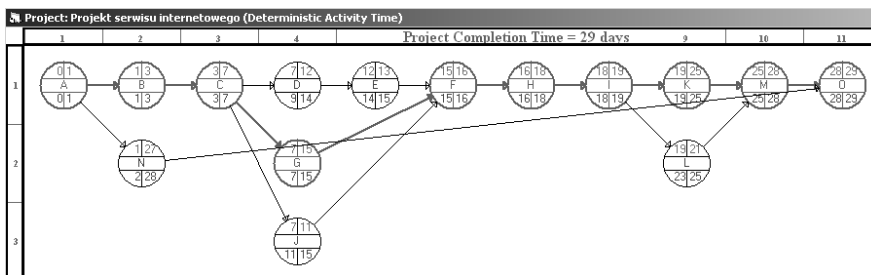 Project: Projekt serwisu internetowego (Deterministic Activity Time)
1 2 3 4 Project Completion Time = 29 days 9 10 11
1
0 1 1 3 3 7 7 12 12 13 15 16 16 18 18 19 19 25 25 28 28 29
A B C D E F H I K M O
0 1 1 3 3 7 9 14 14 15 15 16 16 18 18 19 19 25 25 28 28 29
2
1 27 7 15 19 21
N G L
2 28 7 15 23 25
3
7 11
J
11 15